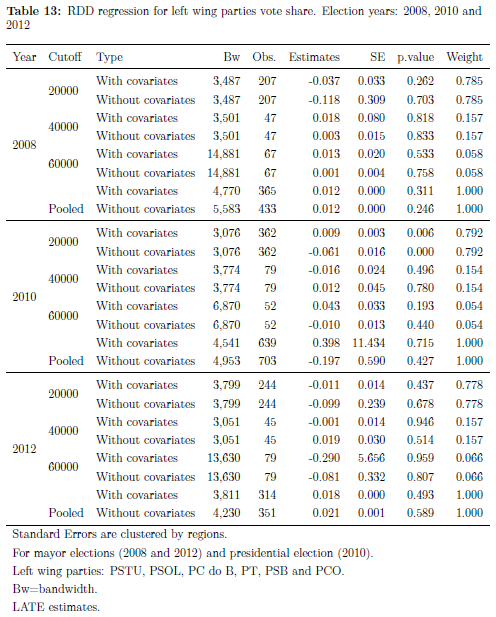 Table 13: RDD regression for left wing parties vote share. Election years: 2008, 2010 and
2012
Year Cutoff Type Bw Obs. Estimates SE p.value Weight
2008
20000 With covariates 3,487 207 -0.037 0.033 0.262 0.785
Without covariates 3,487 207 -0.118 0.309 0.703 0.785
40000 With covariates 3,501 47 0.018 0.080 0.818 0.157
Without covariates 3,501 47 0.003 0.015 0.833 0.157
60000 With covariates 14,881 67 0.013 0.020 0.533 0.058
Without covariates 14,881 67 0.001 0.004 0.758 0.058
With covariates 4,770 365 0.012 0.000 0.311 1.000
Pooled Without covariates 5,583 433 0.012 0.000 0.246 1.000
2010
20000 With covariates 3,076 362 0.009 0.003 0.006 0.792
Without covariates 3,076 362 -0.061 0.016 0.000 0.792
40000 With covariates 3,774 79 -0.016 0.024 0.496 0.154
Without covariates 3,774 79 0.012 0.045 0.780 0.154
60000 With covariates 6,870 52 0.043 0.033 0.193 0.054
Without covariates 6,870 52 -0.010 0.013 0.440 0.054
With covariates 4,541 639 0.398 11.434 0.715 1.000
Pooled Without covariates 4,953 703 -0.197 0.590 0.427 1.000
2012
20000 With covariates 3,799 244 -0.011 0.014 0.437 0.778
Without covariates 3,799 244 -0.099 0.239 0.678 0.778
40000 With covariates 3,051 45 -0.001 0.014 0.946 0.157
Without covariates 3,051 45 0.019 0.030 0.514 0.157
60000 With covariates 13,630 79 -0.290 5.656 0.959 0.066
Without covariates 13,630 79 -0.081 0.332 0.807 0.066
With covariates 3,811 314 0.018 0.000 0.493 1.000
Pooled Without covariates 4,230 351 0.021 0.001 0.589 1.000
Standard Errors are clustered by regions.
For mayor elections (2008 and 2012) and presidential election (2010).
Left wing parties: PSTU, PSOL, PC do B, PT, PSB and PCO.
Bw=bandwidth.
LATE estimates.